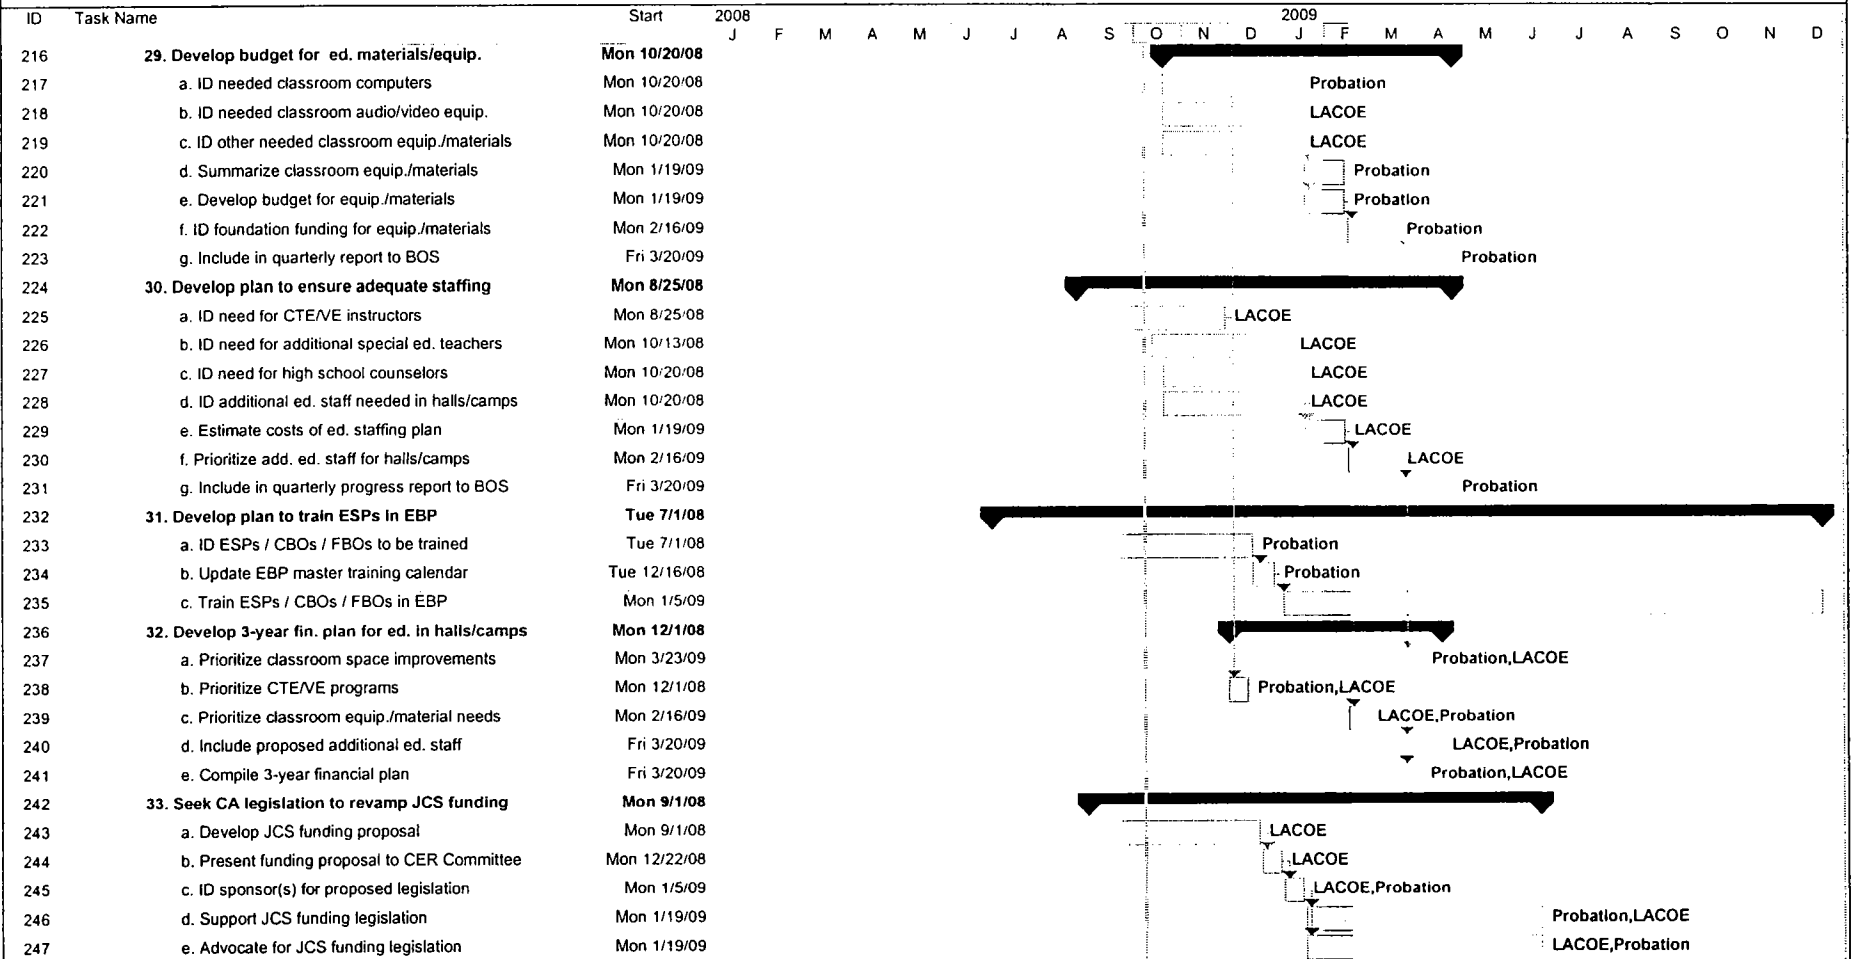 ID Task Name Start 2008 2009
J F M A M J J A S O N D J F M A M J J A S O N D
216 29. Develop budget for ed. materials/equip. Mon 10/20/08
217 a. ID needed classroom computers Mon 10/20/08 Probation
218 b. ID needed classroom audio/video equip. Mon 10/20/08 LACOE
219 c. ID other needed classroom equip./materials Mon 10/20/08 LACOE
220 d. Summarize classroom equip./materials Mon 1/19/09 Probation
221 e. Develop budget for equip./materials Mon 1/19/09 Probation
222 f. ID foundation funding for equip./materials Mon 2/16/09 Probation
223 g. Include in quarterly report to BOS Fri 3/20/09 Probation
224 30. Develop plan to ensure adequate staffing Mon 8/25/08
225 a. ID need for CTE/VE instructors Mon 8/25/08 LACOE
226 b. ID need for additional special ed. teachers Mon 10/13/08 LACOE
227 c. ID need for high school counselors Mon 10/20/08 LACOE
228 d. ID additional ed. staff needed in halls/camps Mon 10/20/08 LACOE
229 e. Estimate costs of ed. staffing plan Mon 1/19/09 LACOE
230 f. Prioritize add. ed. staff for halls/camps Mon 2/16/09 LACOE
231 g. Include in quarterly progress report to BOS Fri 3/20/09 Probation
232 31. Develop plan to train ESPs in EBP Tue 7/1/08
233 a. ID ESPs / CBOs / FBOs to be trained Tue 7/1/08 Probation
234 b. Update EBP master training calendar Tue 12/16/08 Probation
235 c. Train ESPs / CBOs / FBOs in EBP Mon 1/5/09
236 32. Develop 3-year fin. plan for ed. in halls/camps Mon 12/1/08
237 a. Prioritize classroom space improvements Mon 3/23/09 Probation,LACOE
238 b. Prioritize CTE/VE programs Mon 12/1/08 Probation,LACOE
239 c. Prioritize classroom equip./material needs Mon 2/16/09 LACOE,Probation
240 d. Include proposed additional ed. staff Fri 3/20/09 LACOE,Probation
241 e. Compile 3-year financial plan Fri 3/20/09 Probation,LACOE
242 33. Seek CA legislation to revamp JCS funding Mon 9/1/08
243 a. Develop JCS funding proposal Mon 9/1/08 LACOE
244 b. Present funding proposal to CER Committee Mon 12/22/08 LACOE
245 c. ID sponsor(s) for proposed legislation Mon 1/5/09 LACOE,Probation
246 d. Support JCS funding legislation Mon 1/19/09 Probation,LACOE
247 e. Advocate for JCS funding legislation Mon 1/19/09 LACOE,Probation